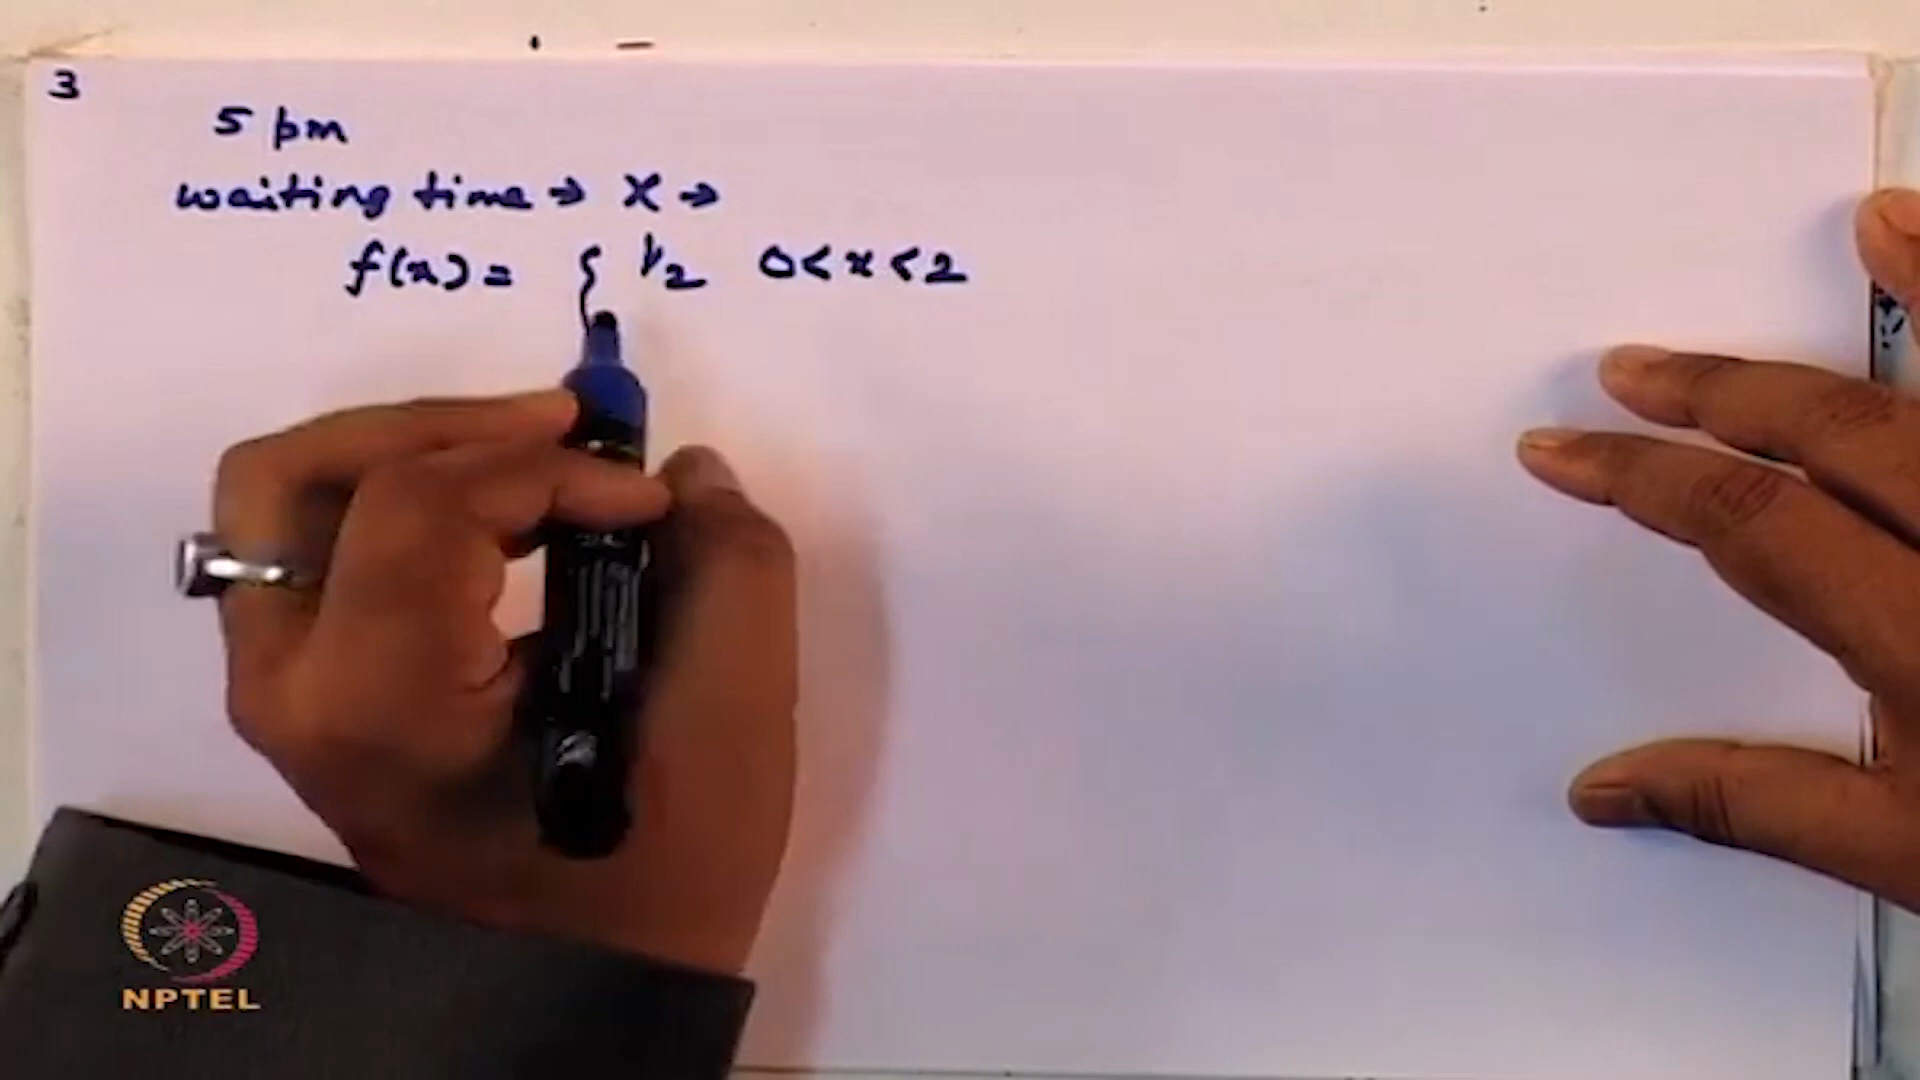 3
5 pm
waiting time → X →
f(x) = { 1/2 0<x<2
NPTEL